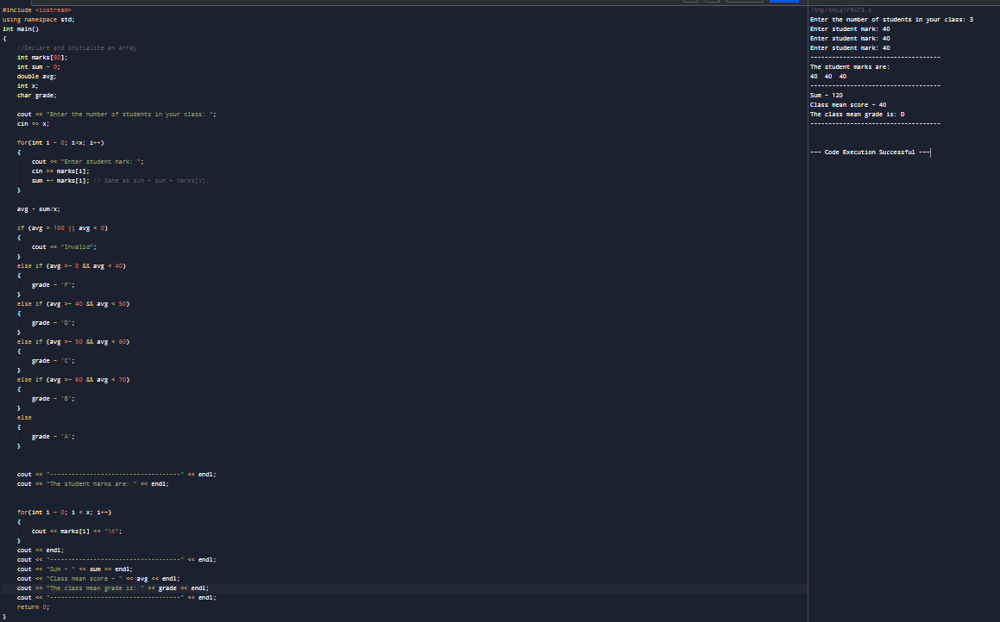 #include <iostream>
using namespace std;
int main()
{
    //Declare and initialize an array
    int marks[80];
    int sum = 0;
    double avg;
    int x;
    char grade;

    cout << "Enter the number of students in your class: ";
    cin >> x;

    for(int i = 0; i<x; i++)
    {
        cout << "Enter student mark: ";
        cin >> marks[i];
        sum += marks[i]; // Same as sum = sum + marks[i];
    }

    avg = sum/x;

    if (avg > 100 || avg < 0)
    {
        cout << "Invalid";
    }
    else if (avg >= 0 && avg < 40)
    {
        grade = 'F';
    }
    else if (avg >= 40 && avg < 50)
    {
        grade = 'D';
    }
    else if (avg >= 50 && avg < 60)
    {
        grade = 'C';
    }
    else if (avg >= 60 && avg < 70)
    {
        grade = 'B';
    }
    else
    {
        grade = 'A';
    }

    cout << "------------------------------------" << endl;
    cout << "The student marks are: " << endl;

    for(int i = 0; i < x; i++)
    {
        cout << marks[i] << "\t";
    }
    cout << endl;
    cout << "------------------------------------" << endl;
    cout << "Sum = " << sum << endl;
    cout << "Class mean score = " << avg << endl;
    cout << "The class mean grade is: " << grade << endl;
    cout << "------------------------------------" << endl;
    return 0;
}
Enter the number of students in your class: 3
Enter student mark: 40
Enter student mark: 40
Enter student mark: 40
------------------------------------
The student marks are:
40  40  40
------------------------------------
Sum = 120
Class mean score = 40
The class mean grade is: D
------------------------------------
=== Code Execution Successful ===